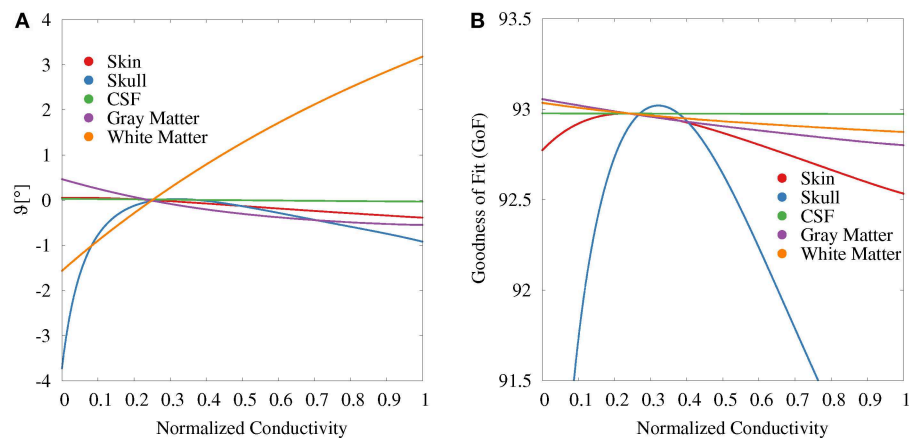 A
4
3
2
1
0
-1
-2
-3
-4
ϑ [°]
Skin
Skull
CSF
Gray Matter
White Matter
0 0.1 0.2 0.3 0.4 0.5 0.6 0.7 0.8 0.9 1
Normalized Conductivity
B
93.5
93
92.5
92
91.5
Goodness of Fit (GoF)
Skin
Skull
CSF
Gray Matter
White Matter
0 0.1 0.2 0.3 0.4 0.5 0.6 0.7 0.8 0.9 1
Normalized Conductivity